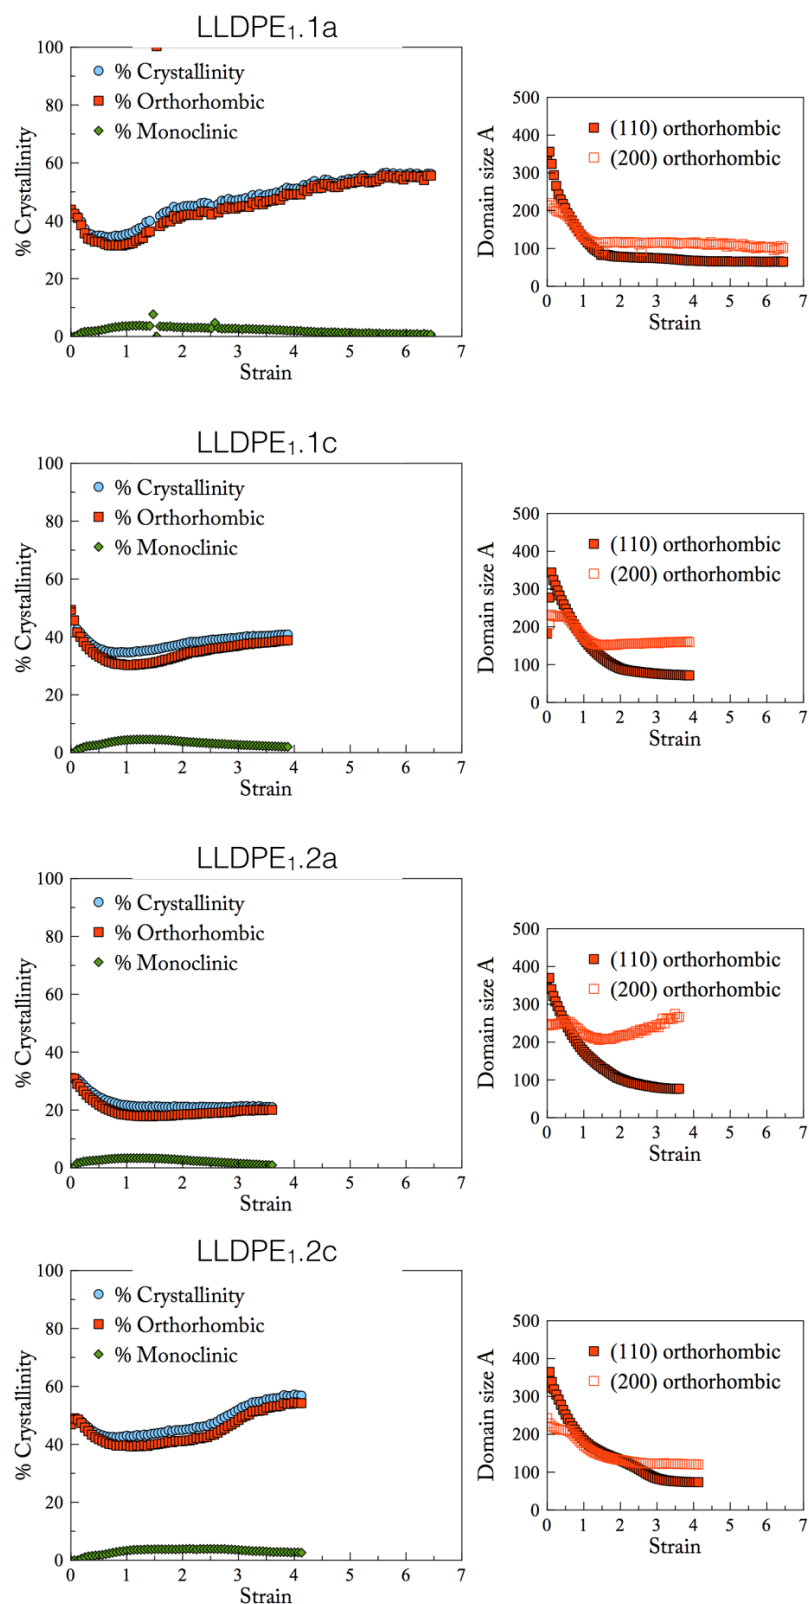 LLDPE₁.1a
100
80
60
40
20
0
% Crystallinity
% Crystallinity
% Orthorhombic
% Monoclinic
0 1 2 3 4 5 6 7
Strain
500
400
300
200
100
0
Domain size A
(110) orthorhombic
(200) orthorhombic
0 1 2 3 4 5 6 7
Strain
LLDPE₁.1c
100
80
60
40
20
0
% Crystallinity
% Crystallinity
% Orthorhombic
% Monoclinic
0 1 2 3 4 5 6 7
Strain
500
400
300
200
100
0
Domain size A
(110) orthorhombic
(200) orthorhombic
0 1 2 3 4 5 6 7
Strain
LLDPE₁.2a
100
80
60
40
20
0
% Crystallinity
% Crystallinity
% Orthorhombic
% Monoclinic
0 1 2 3 4 5 6 7
Strain
500
400
300
200
100
0
Domain size A
(110) orthorhombic
(200) orthorhombic
0 1 2 3 4 5 6 7
Strain
LLDPE₁.2c
100
80
60
40
20
0
% Crystallinity
% Crystallinity
% Orthorhombic
% Monoclinic
0 1 2 3 4 5 6 7
Strain
500
400
300
200
100
0
Domain size A
(110) orthorhombic
(200) orthorhombic
0 1 2 3 4 5 6 7
Strain